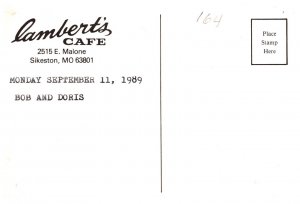 Lambert's
CAFE
2515 E. Malone
Sikeston, MO 63801
MONDAY SEPTEMBER 11, 1989
BOB AND DORIS
164
Place
Stamp
Here